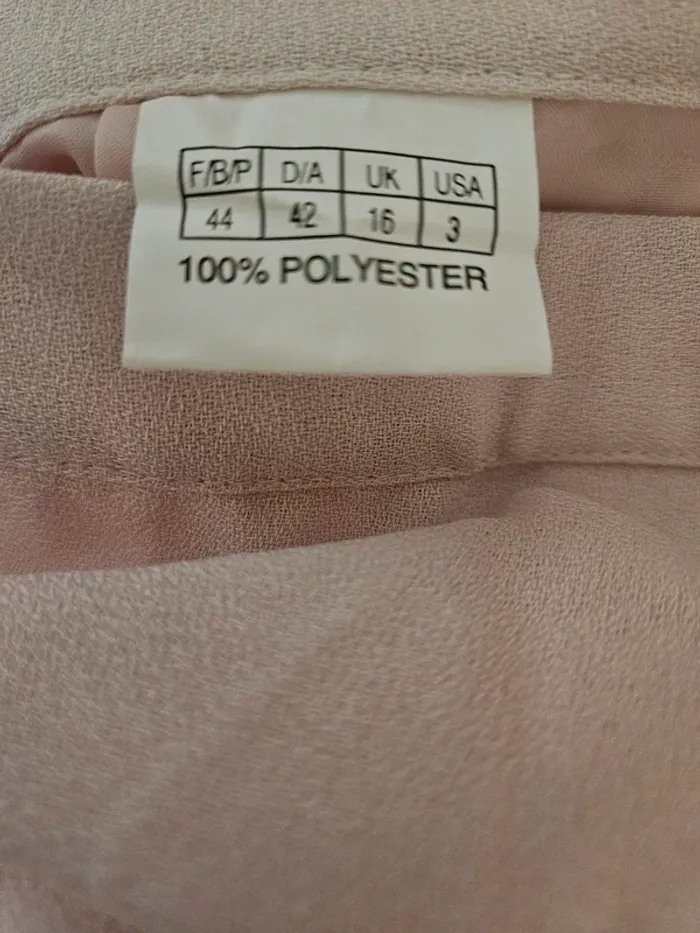 F/B/P D/A UK USA
44 42 16 3
100% POLYESTER